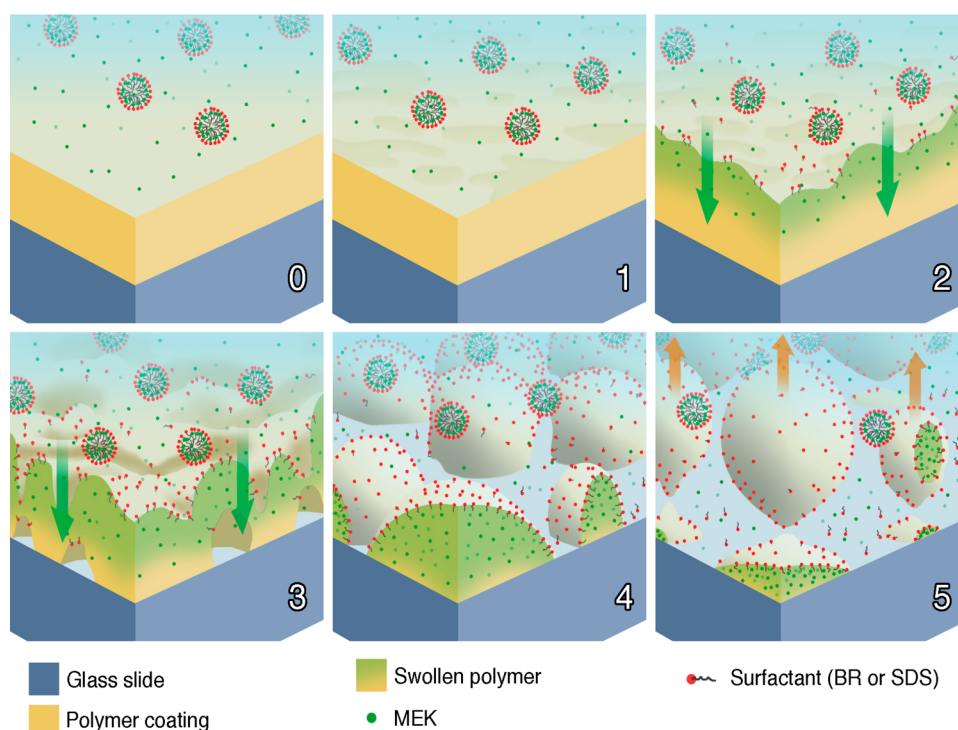 0
1
2
3
4
5
Glass slide
Swollen polymer
Surfactant (BR or SDS)
Polymer coating
MEK